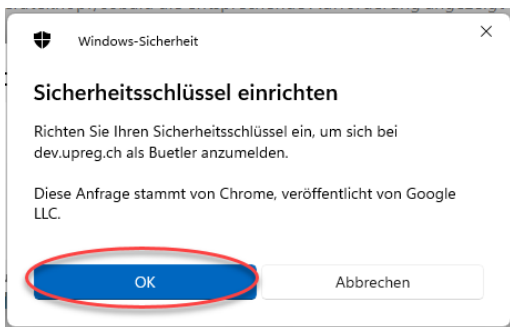 Windows-Sicherheit
Sicherheitsschlüssel einrichten
Richten Sie Ihren Sicherheitsschlüssel ein, um sich bei
dev.upreg.ch als Buetler anzumelden.
Diese Anfrage stammt von Chrome, veröffentlicht von Google
LLC.
OK
Abbrechen